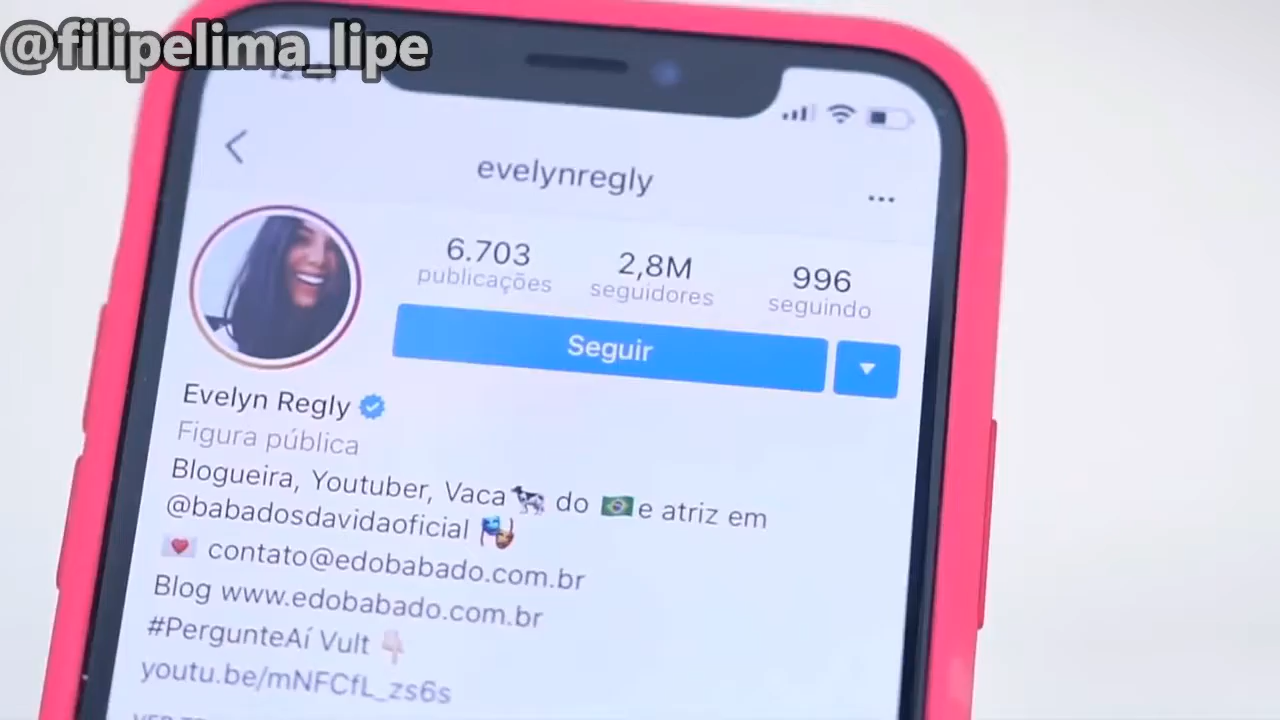 @filipelima_lipe
evelynregly
...
6.703 2,8M 996
publicações seguidores seguindo
Seguir
Evelyn Regly
Figura pública
Blogueira, Youtuber, Vaca🐄 do 🇧🇷e atriz em
@babadosdavidaoficial 🎭
💌 contato@edobabado.com.br
Blog www.edobabado.com.br
#PergunteAí Vult 👇🏻
youtu.be/mNFCfL_zs6s